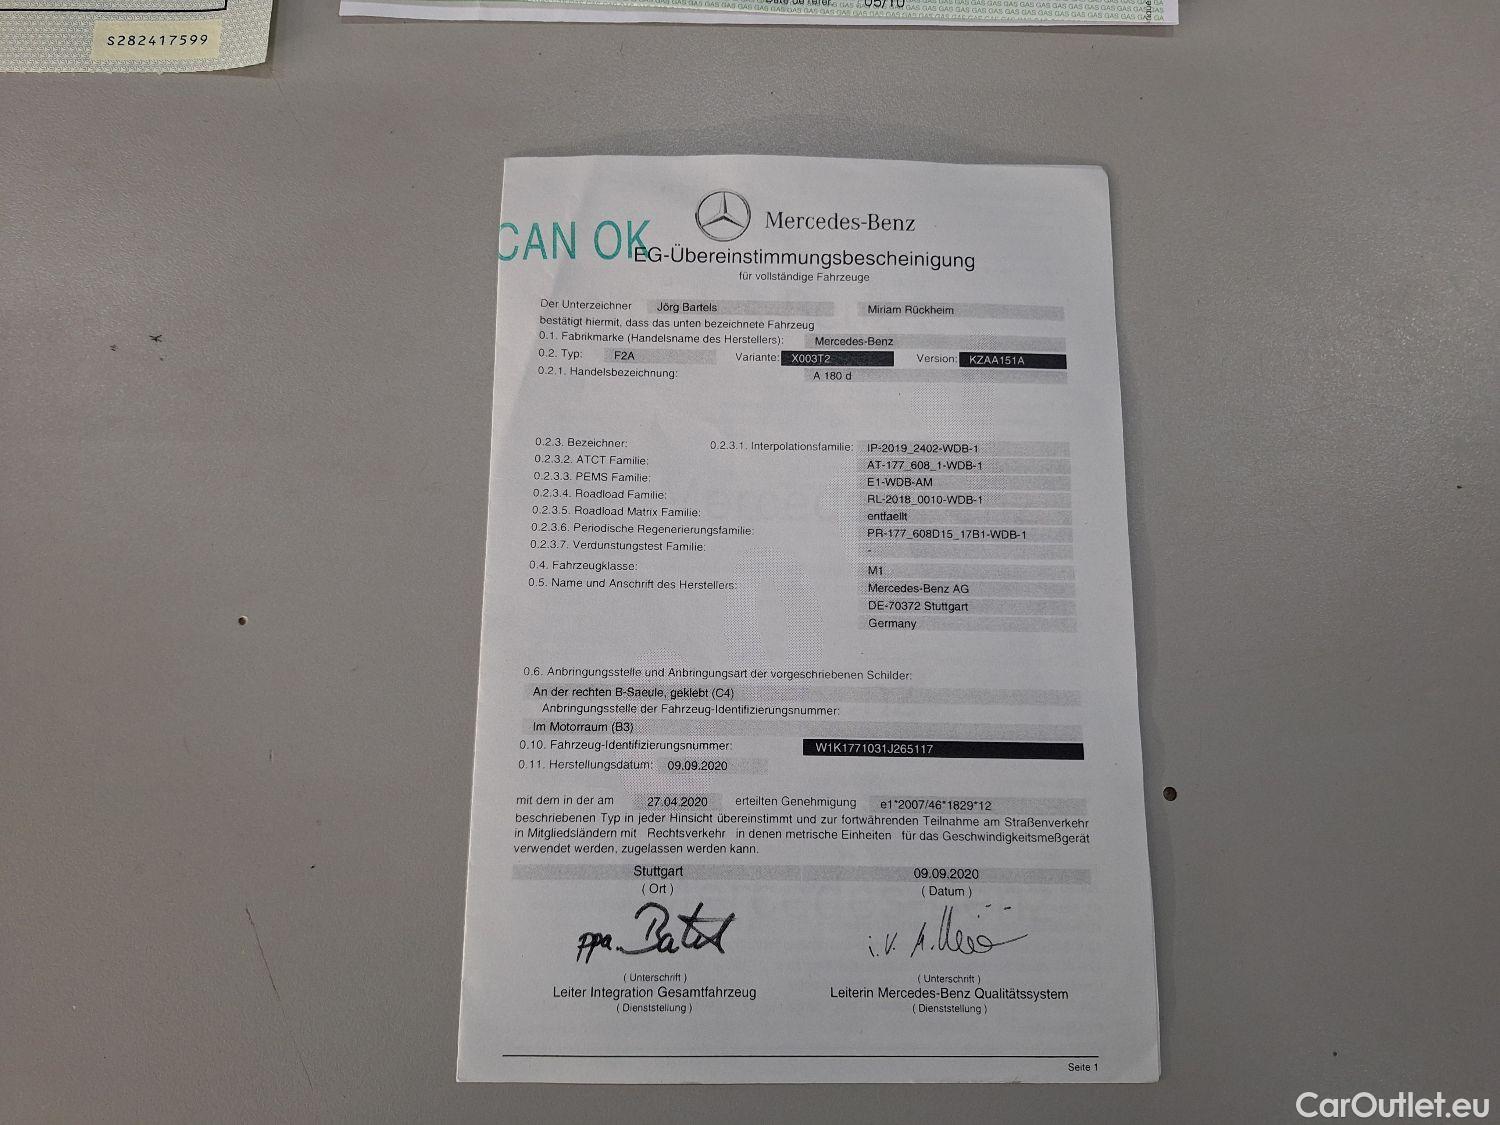 S282417599
Date de référ. 05/10
CAN OK
Mercedes-Benz
EG-Übereinstimmungsbescheinigung
für vollständige Fahrzeuge
Der Unterzeichner Jörg Bartels Miriam Rückheim
bestätigt hiermit, dass das unten bezeichnete Fahrzeug
0.1. Fabrikmarke (Handelsname des Herstellers): Mercedes-Benz
0.2. Typ: F2A Variante: X003T2 Version: KZAA151A
0.2.1. Handelsbezeichnung: A 180 d
0.2.3. Bezeichner: 0.2.3.1. Interpolationsfamilie: IP-2019_2402-WDB-1
0.2.3.2. ATCT Familie: AT-177_608_1-WDB-1
0.2.3.3. PEMS Familie: E1-WDB-AM
0.2.3.4. Roadload Familie: RL-2018_0010-WDB-1
0.2.3.5. Roadload Matrix Familie: entfaellt
0.2.3.6. Periodische Regenerierungsfamilie: PR-177_608D15_17B1-WDB-1
0.2.3.7. Verdunstungstest Familie: -
0.4. Fahrzeugklasse: M1
0.5. Name und Anschrift des Herstellers: Mercedes-Benz AG
DE-70372 Stuttgart
Germany
0.6. Anbringungsstelle und Anbringungsart der vorgeschriebenen Schilder:
An der rechten B-Saeule, geklebt (C4)
Anbringungsstelle der Fahrzeug-Identifizierungsnummer:
Im Motorraum (B3)
0.10. Fahrzeug-Identifizierungsnummer: W1K1771031J265117
0.11. Herstellungsdatum: 09.09.2020
mit dem in der am 27.04.2020 erteilten Genehmigung e1*2007/46*1829*12
beschriebenen Typ in jeder Hinsicht übereinstimmt und zur fortwährenden Teilnahme am Straßenverkehr
in Mitgliedsländern mit Rechtsverkehr in denen metrische Einheiten für das Geschwindigkeitsmeßgerät
verwendet werden, zugelassen werden kann.
Stuttgart 09.09.2020
( Ort ) ( Datum )
ppa. i.V.
( Unterschrift ) ( Unterschrift )
Leiter Integration Gesamtfahrzeug Leiterin Mercedes-Benz Qualitätssystem
( Dienststellung ) ( Dienststellung )
Seite 1
CarOutlet.eu